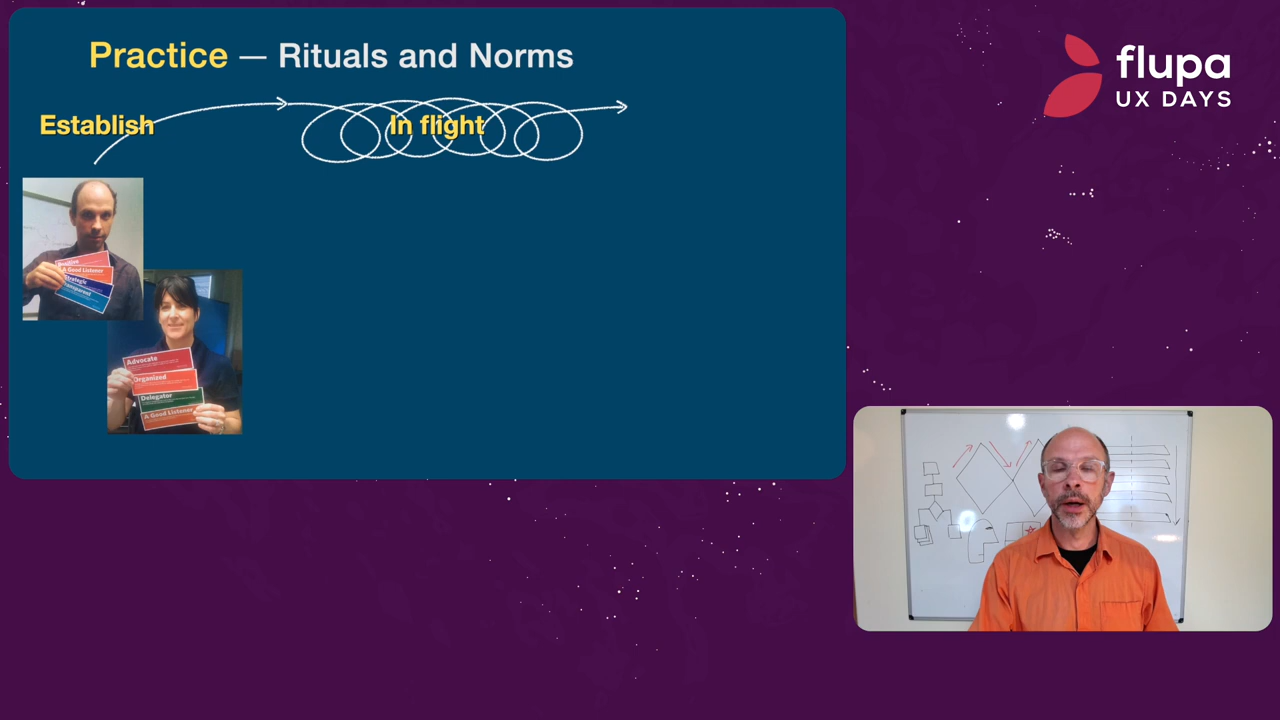 Practice — Rituals and Norms
Establish
In flight
A Good Listener
Strategic
Advocate
Organized
Delegator
A Good Listener
flupa
UX DAYS